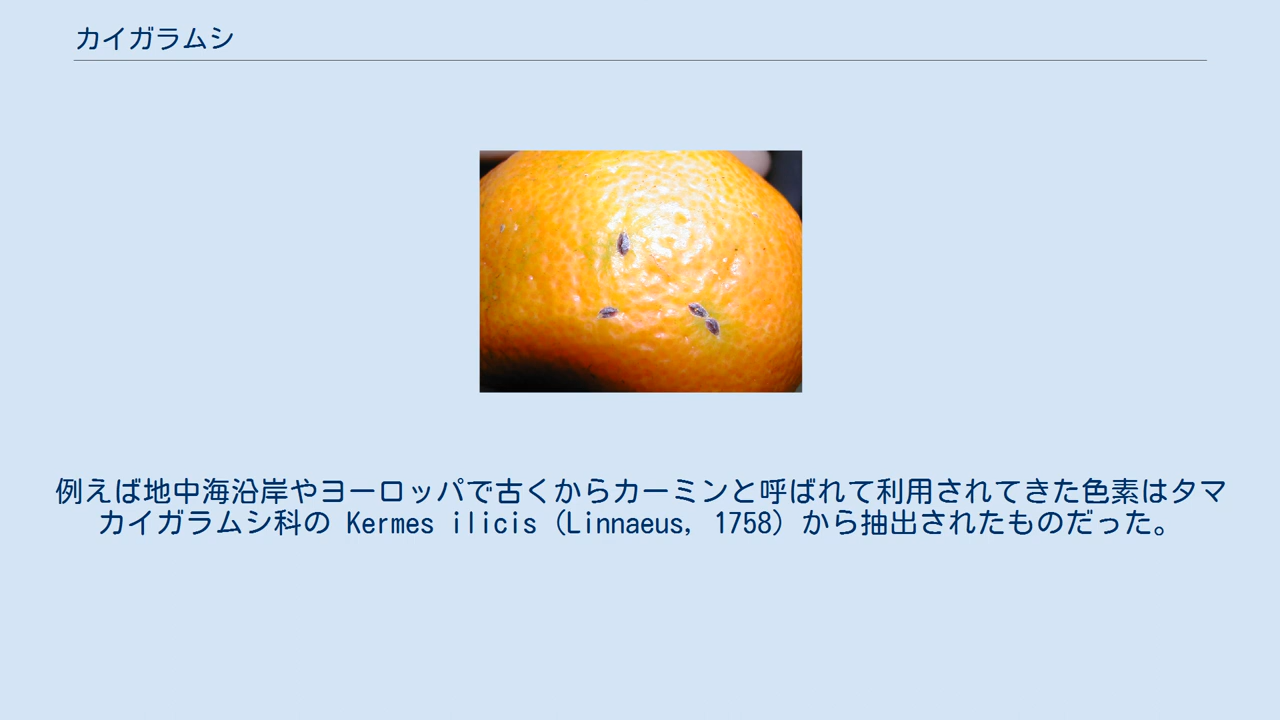 カイガラムシ
例えば地中海沿岸やヨーロッパで古くからカーミンと呼ばれて利用されてきた色素はタマ
カイガラムシ科の Kermes ilicis (Linnaeus, 1758) から抽出されたものだった。